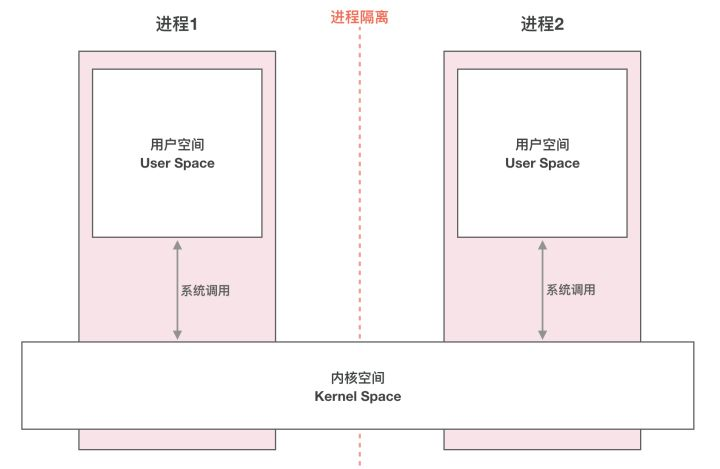 进程1
进程隔离
进程2
用户空间
User Space
用户空间
User Space
系统调用
系统调用
内核空间
Kernel Space